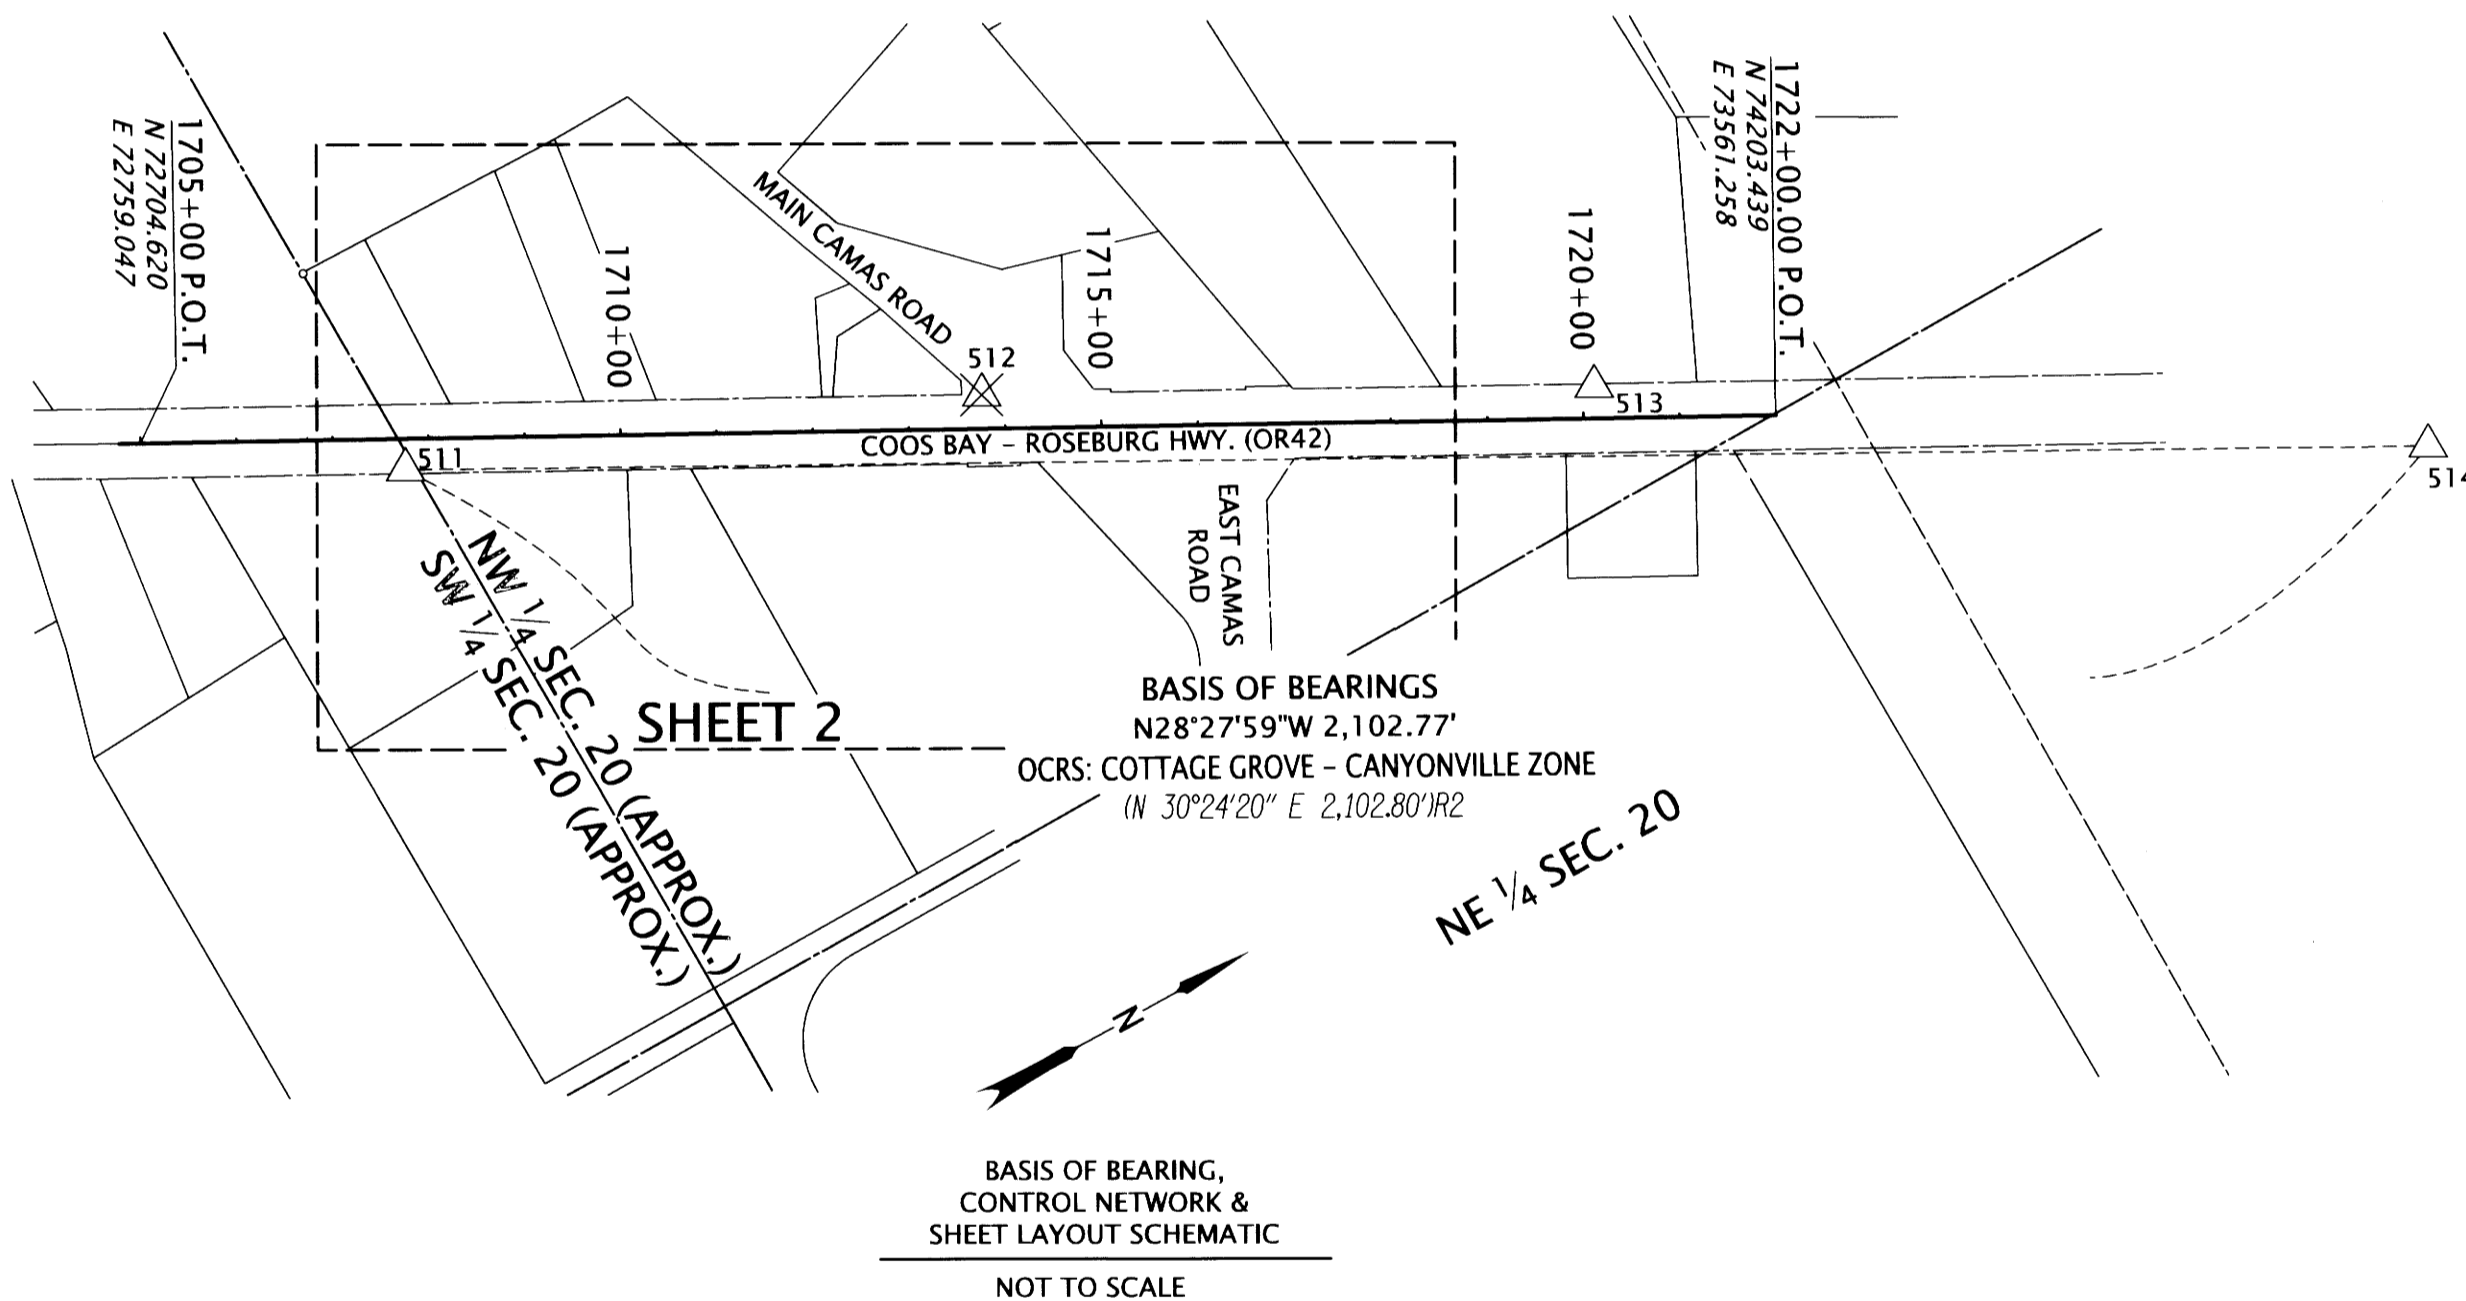 1705+00 P.O.T.
N 72704.620
E 72759.047
1722+00.00 P.O.T.
N 74203.439
E 73561.258
1710+00
MAIN CAMAS ROAD
512
1715+00
1720+00
513
511
COOS BAY – ROSEBURG HWY. (OR42)
514
EAST CAMAS
ROAD
NW 1/4 SEC. 20 (APPROX.)
SW 1/4 SEC. 20 (APPROX.)
SHEET 2
BASIS OF BEARINGS
N28°27'59"W 2,102.77'
OCRS: COTTAGE GROVE – CANYONVILLE ZONE
(N 30°24'20" E 2,102.80')R2
NE 1/4 SEC. 20
N
BASIS OF BEARING,
CONTROL NETWORK &
SHEET LAYOUT SCHEMATIC
NOT TO SCALE